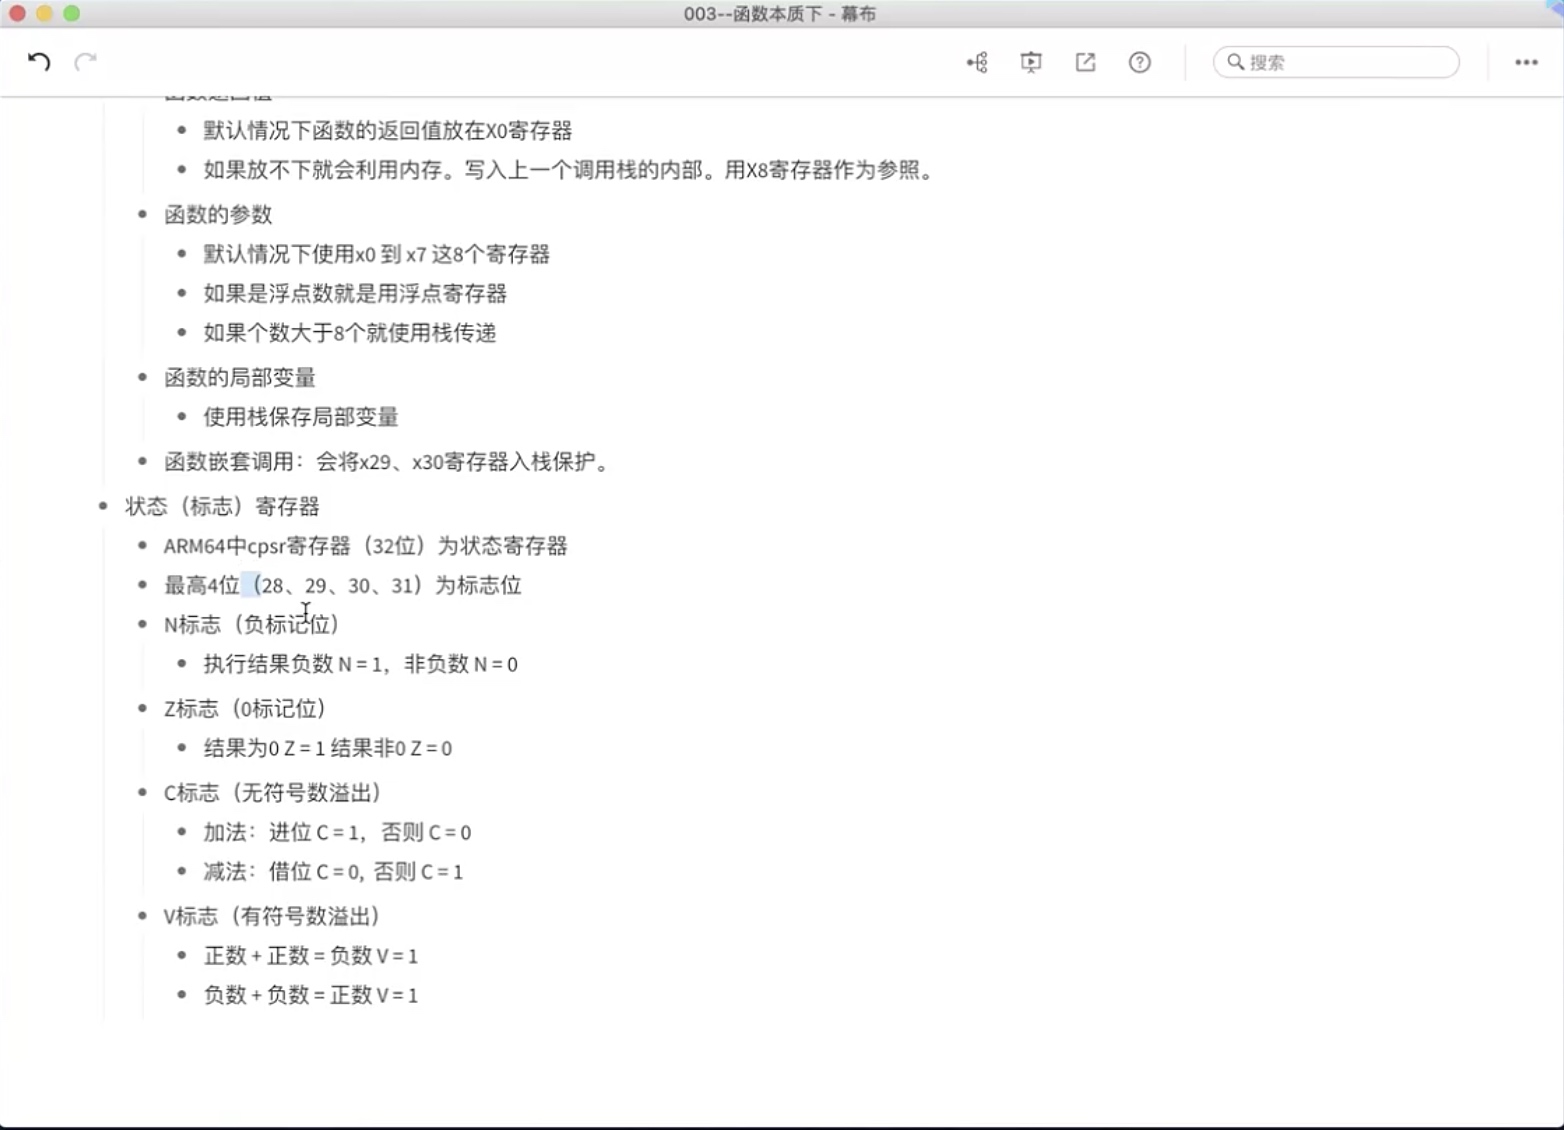 003--函数本质下 - 幕布
搜索
函数返回值
默认情况下函数的返回值放在X0寄存器
如果放不下就会利用内存。写入上一个调用栈的内部。用X8寄存器作为参照。
函数的参数
默认情况下使用x0 到 x7 这8个寄存器
如果是浮点数就是用浮点寄存器
如果个数大于8个就使用栈传递
函数的局部变量
使用栈保存局部变量
函数嵌套调用：会将x29、x30寄存器入栈保护。
状态（标志）寄存器
ARM64中cpsr寄存器（32位）为状态寄存器
最高4位（28、29、30、31）为标志位
N标志（负标记位）
执行结果负数 N = 1，非负数 N = 0
Z标志（0标记位）
结果为0 Z = 1 结果非0 Z = 0
C标志（无符号数溢出）
加法：进位 C = 1，否则 C = 0
减法：借位 C = 0, 否则 C = 1
V标志（有符号数溢出）
正数 + 正数 = 负数 V = 1
负数 + 负数 = 正数 V = 1